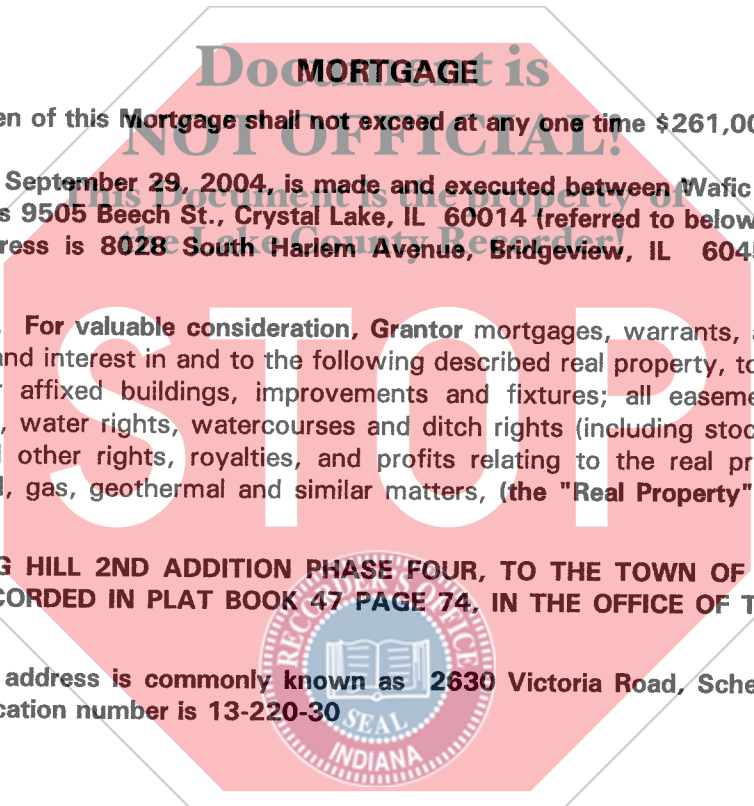 Document is
MORTGAGE
NOT OFFICIAL!
en of this Mortgage shall not exceed at any one time $261,00
This Document is the property of
September 29, 2004, is made and executed between Wafic
s 9505 Beech St., Crystal Lake, IL 60014 (referred to below
the Lake County Recorder!
ress is 8028 South Harlem Avenue, Bridgeview, IL 604
For valuable consideration, Grantor mortgages, warrants,
and interest in and to the following described real property, to
r affixed buildings, improvements and fixtures; all easeme
, water rights, watercourses and ditch rights (including stoc
other rights, royalties, and profits relating to the real pr
l, gas, geothermal and similar matters, (the "Real Property"
STOP
G HILL 2ND ADDITION PHASE FOUR, TO THE TOWN OF
CORDED IN PLAT BOOK 47 PAGE 74, IN THE OFFICE OF T
address is commonly known as 2630 Victoria Road, Sche
cation number is 13-220-30
RECORDER'S OFFICE
SEAL
INDIANA